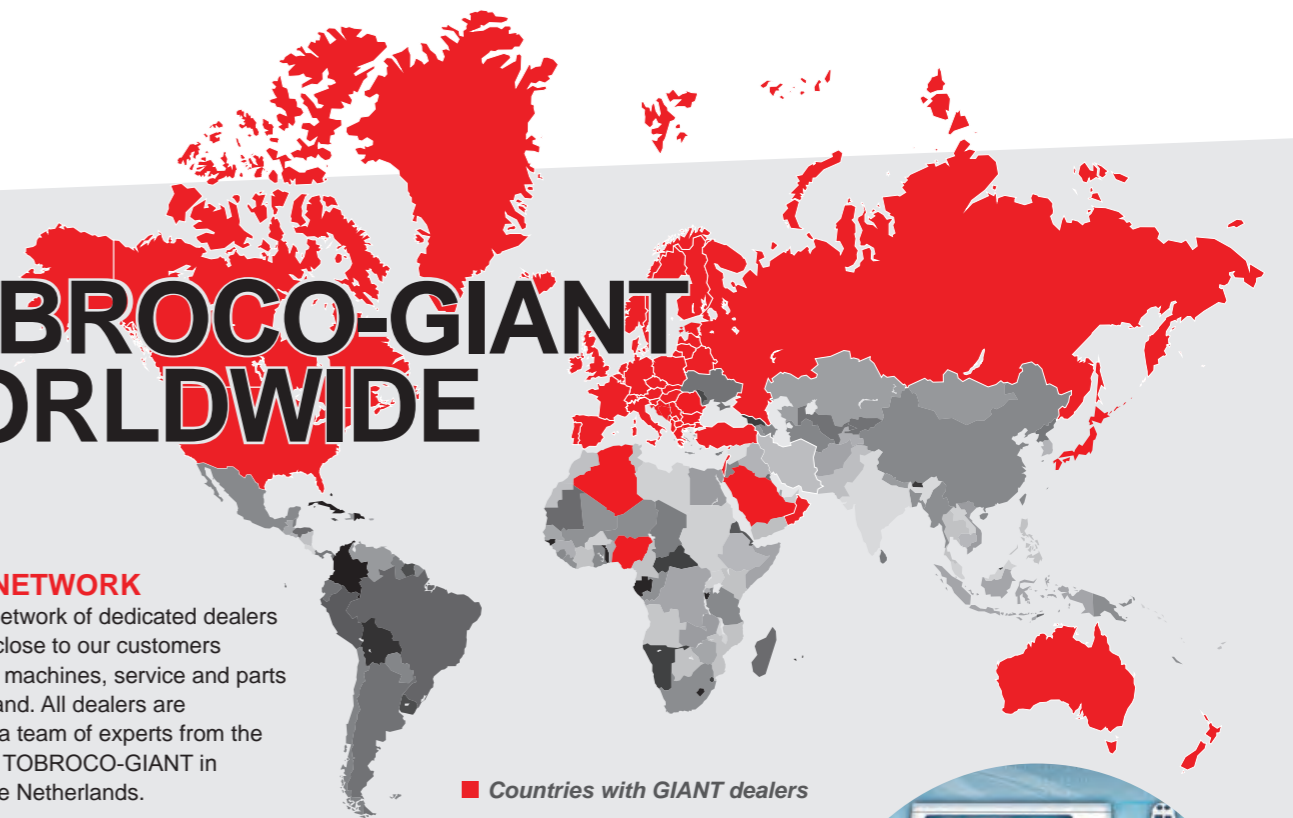 BROCO-GIANT
ORLDWIDE
NETWORK
etwork of dedicated dealers
close to our customers
machines, service and parts
and. All dealers are
a team of experts from the
TOBROCO-GIANT in
e Netherlands.
Countries with GIANT dealers